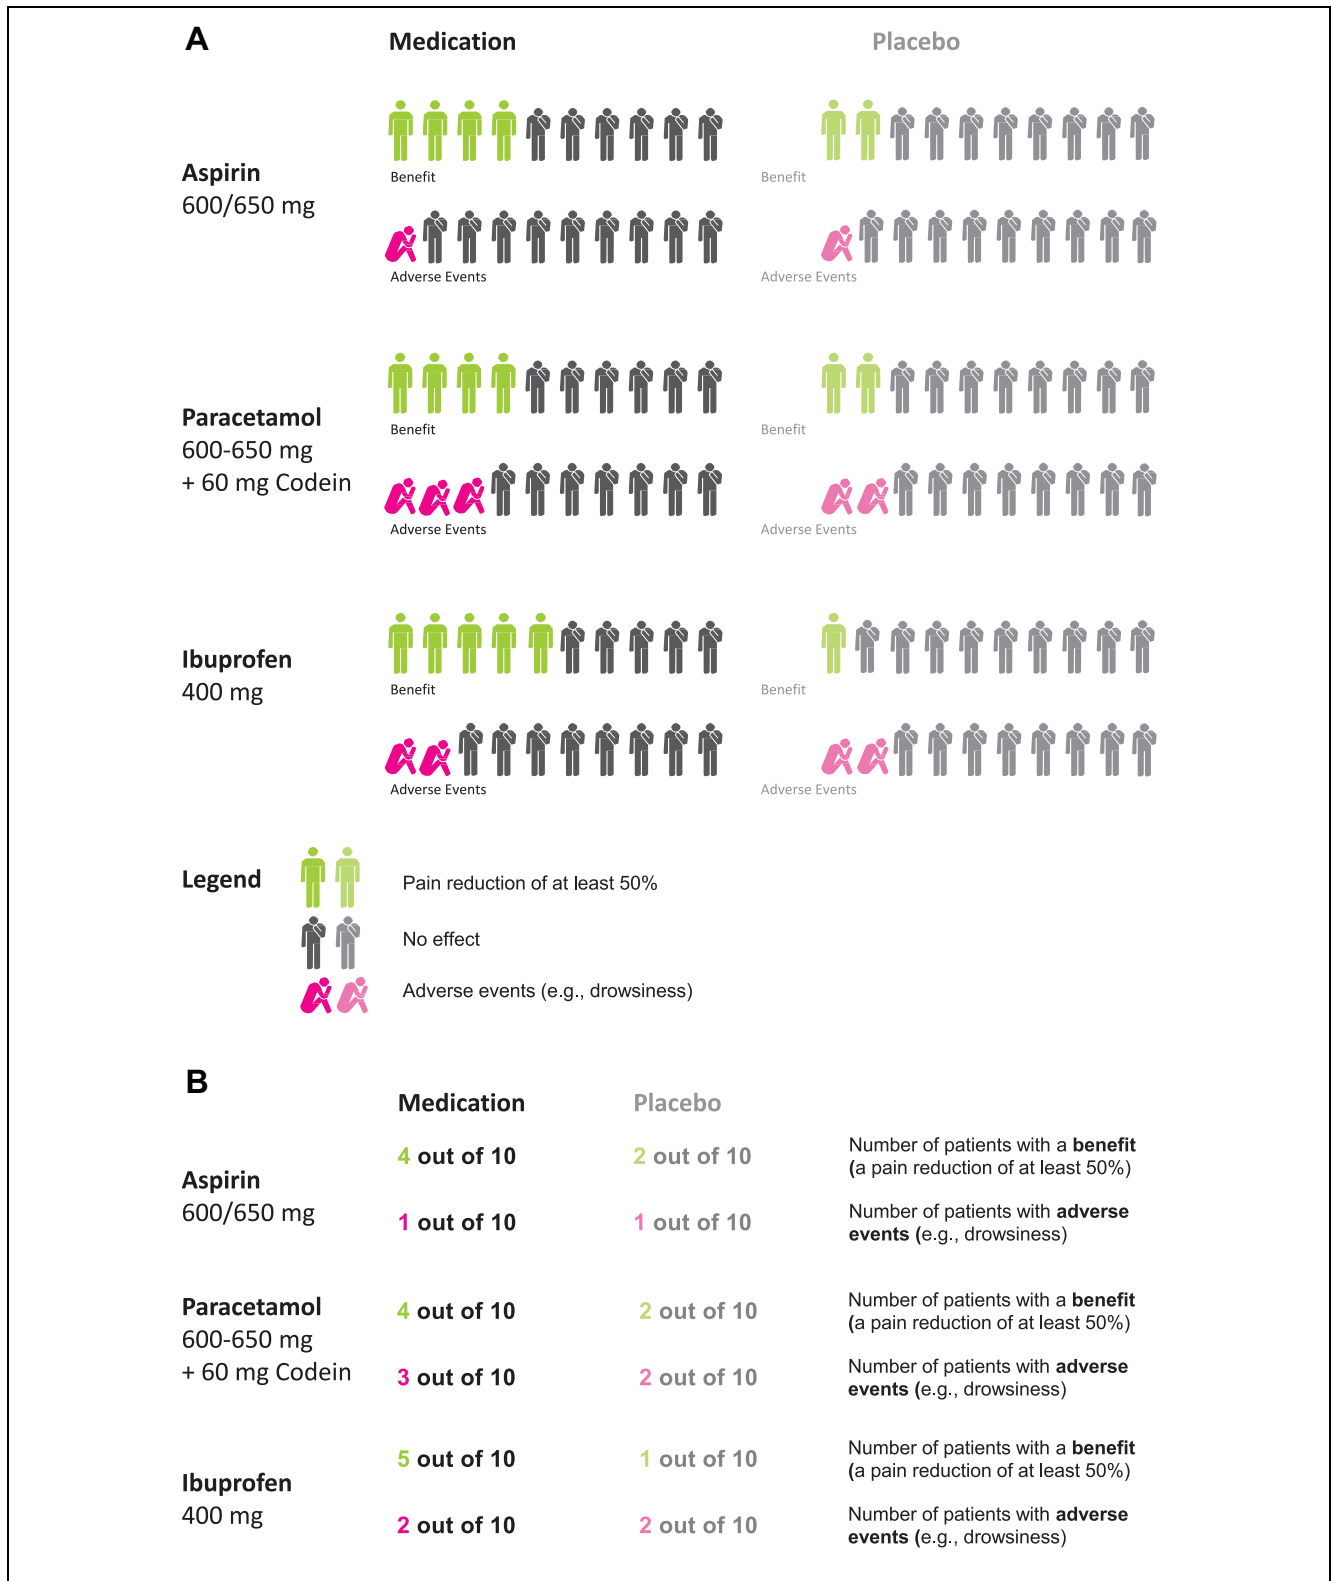 A
Medication
Placebo
Aspirin
600/650 mg
Benefit
Benefit
Adverse Events
Adverse Events
Paracetamol
600-650 mg
+ 60 mg Codein
Benefit
Benefit
Adverse Events
Adverse Events
Ibuprofen
400 mg
Benefit
Benefit
Adverse Events
Adverse Events
Legend
Pain reduction of at least 50%
No effect
Adverse events (e.g., drowsiness)
B
Medication
Placebo
Aspirin
600/650 mg
4 out of 10
2 out of 10
Number of patients with a benefit
(a pain reduction of at least 50%)
1 out of 10
1 out of 10
Number of patients with adverse
events (e.g., drowsiness)
Paracetamol
600-650 mg
+ 60 mg Codein
4 out of 10
2 out of 10
Number of patients with a benefit
(a pain reduction of at least 50%)
3 out of 10
2 out of 10
Number of patients with adverse
events (e.g., drowsiness)
Ibuprofen
400 mg
5 out of 10
1 out of 10
Number of patients with a benefit
(a pain reduction of at least 50%)
2 out of 10
2 out of 10
Number of patients with adverse
events (e.g., drowsiness)